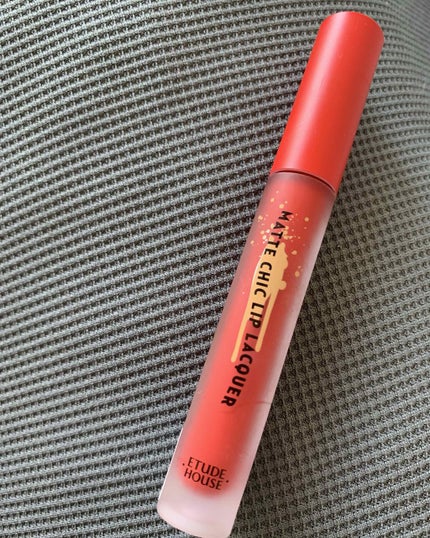 MATTE CHIC LIP LACQUER
·ETUDE·
HOUSE